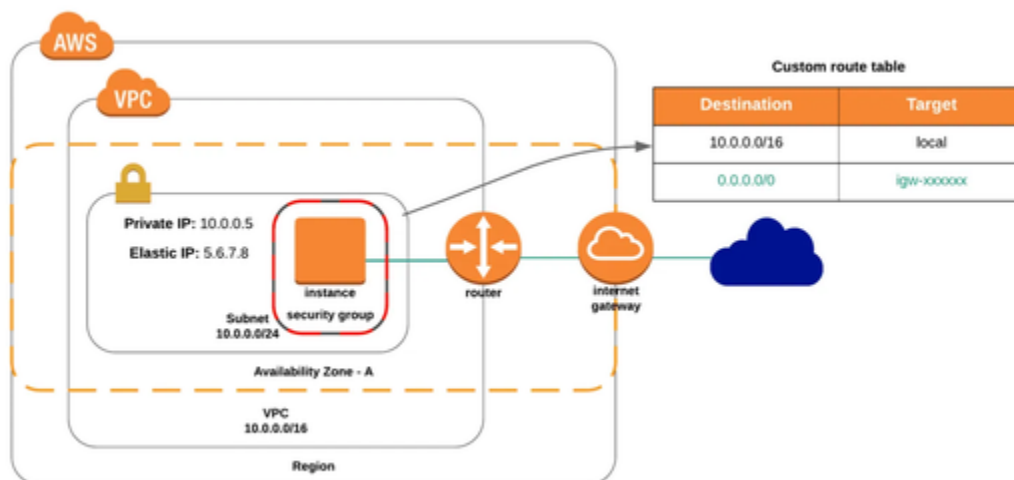 AWS
Custom route table
VPC
Destination Target
10.0.0.0/16 local
0.0.0.0/0 igw-xxxxxx
Private IP: 10.0.0.5
Elastic IP: 5.6.7.8
instance
security group
router
internet
gateway
Subnet
10.0.0.0/24
Availability Zone - A
VPC
10.0.0.0/16
Region